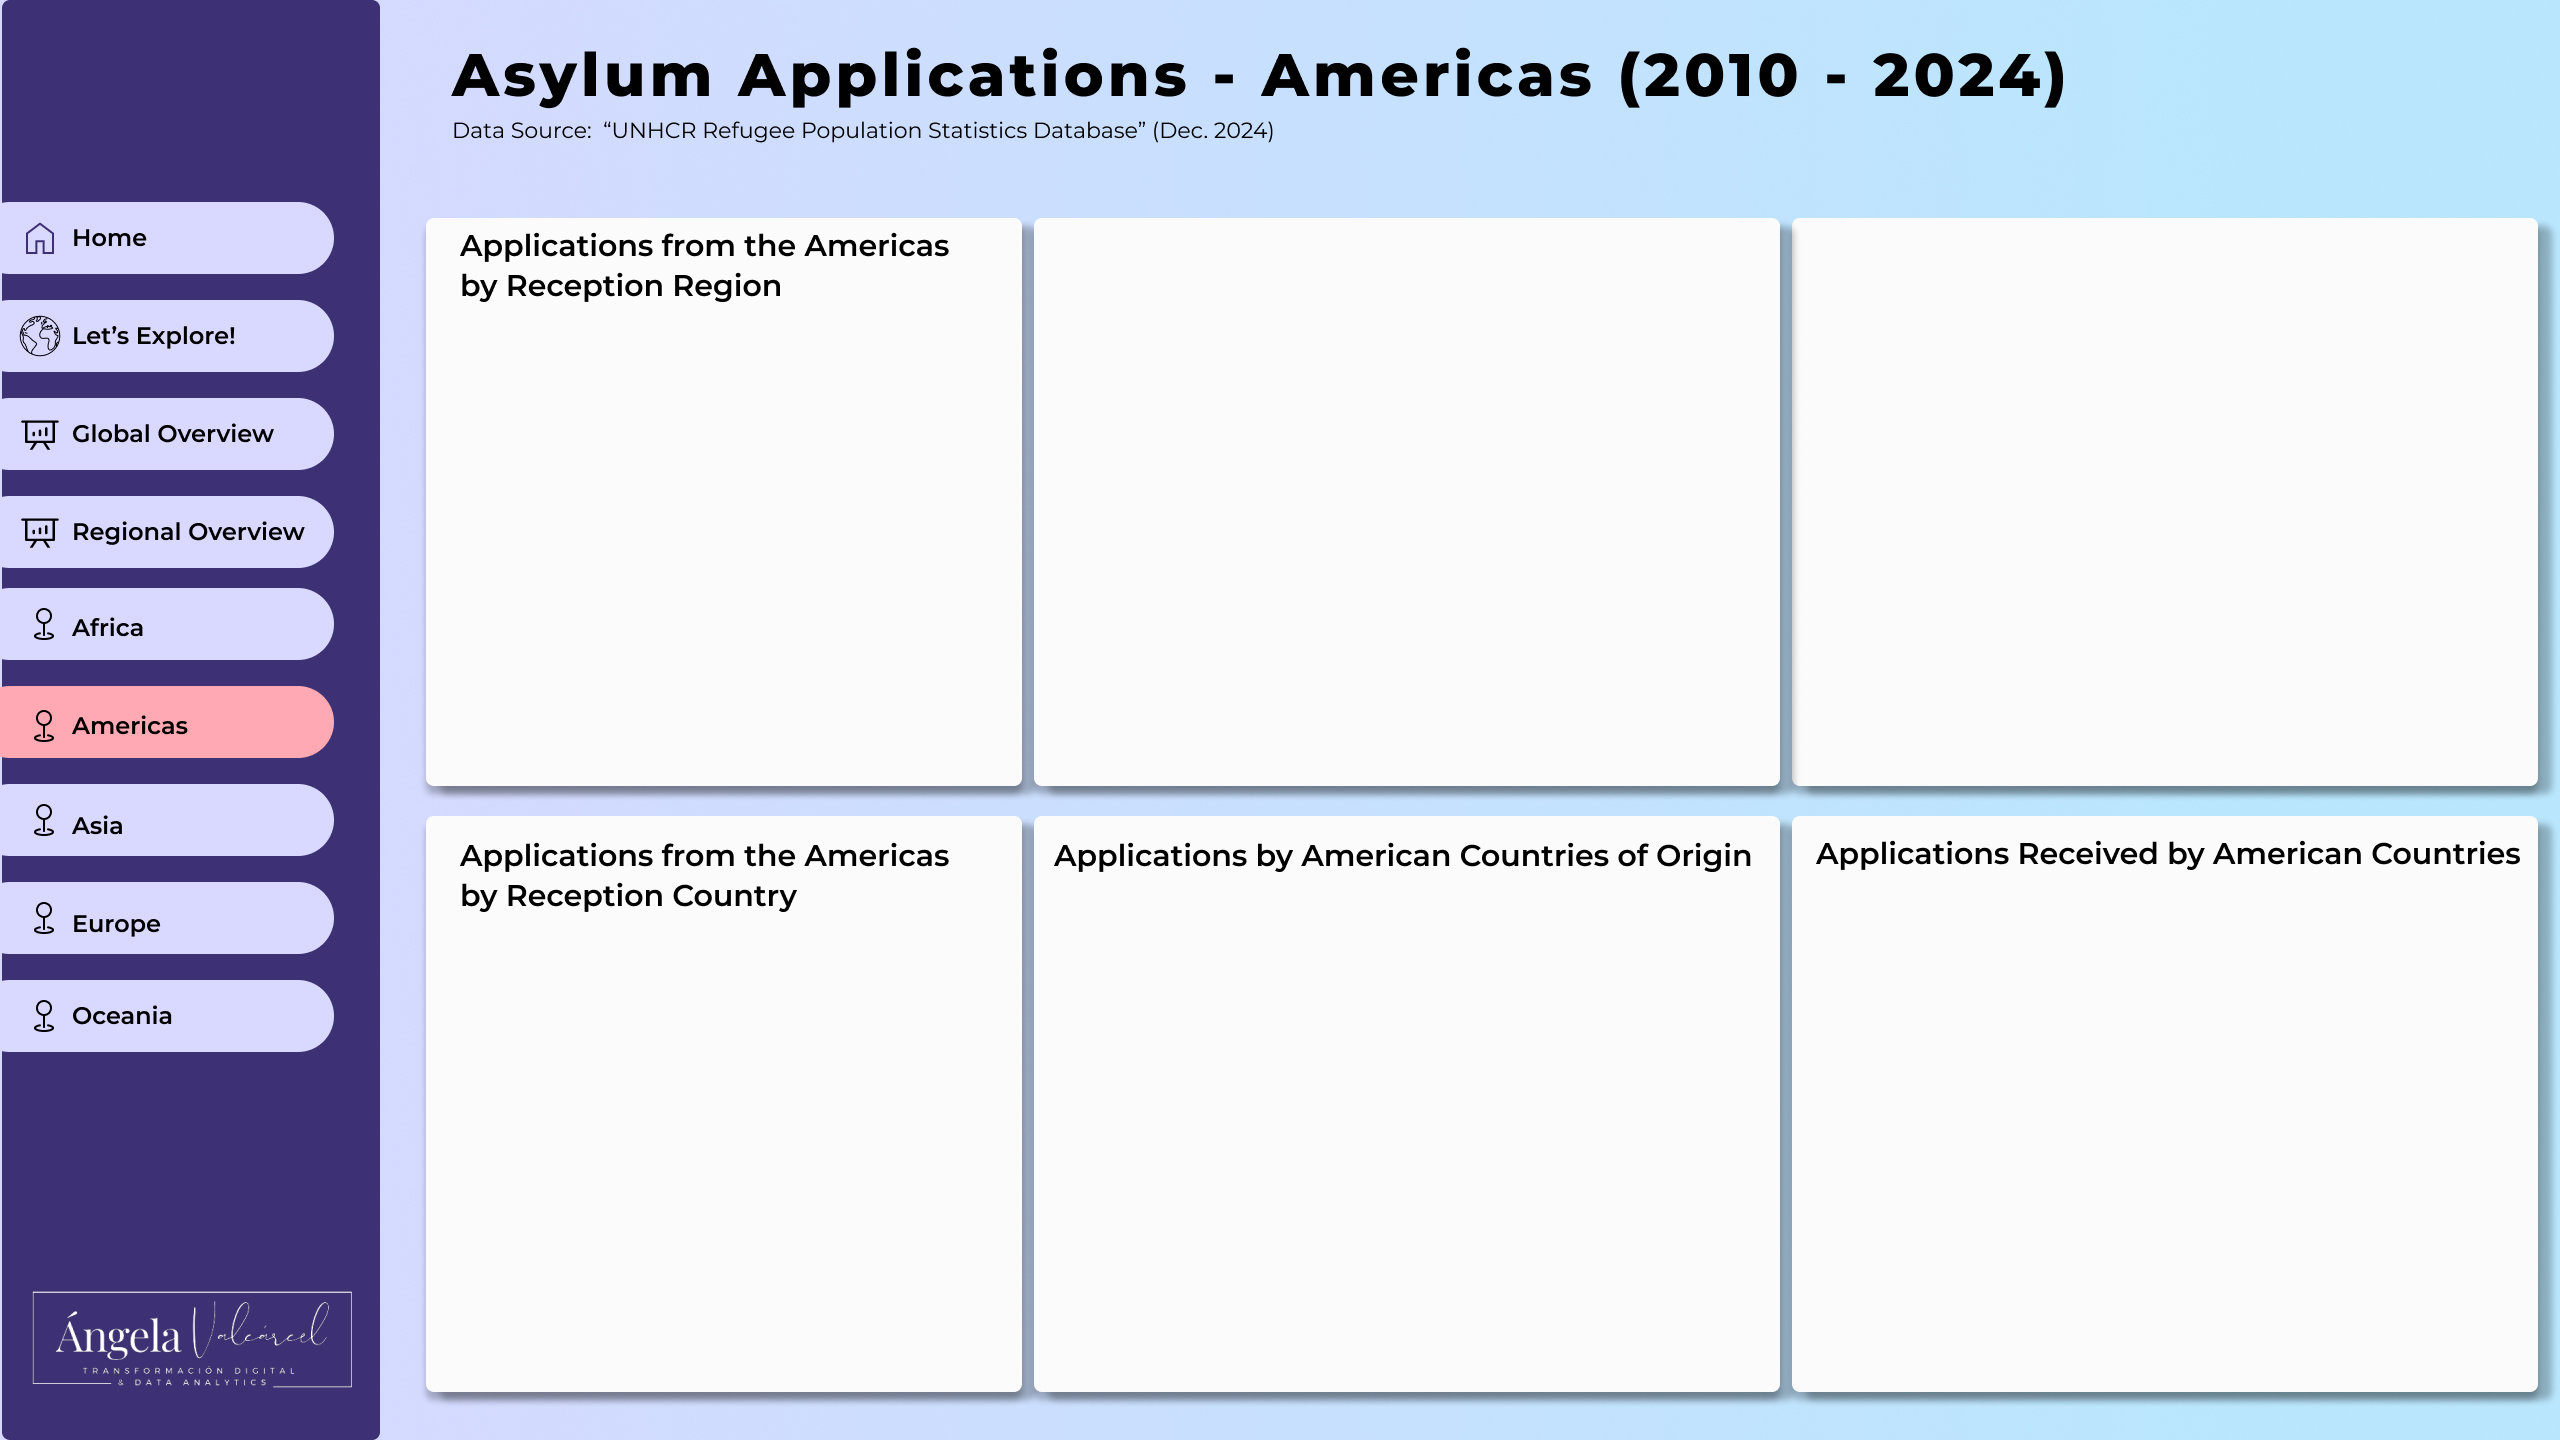 Asylum Applications - Americas (2010 - 2024)
Data Source:  “UNHCR Refugee Population Statistics Database” (Dec. 2024)
Home
Let’s Explore!
Global Overview
Regional Overview
Africa
Americas
Asia
Europe
Oceania
Ángela Valcárcel
TRANSFORMACIÓN DIGITAL
& DATA ANALYTICS
Applications from the Americas
by Reception Region
Applications from the Americas
by Reception Country
Applications by American Countries of Origin
Applications Received by American Countries